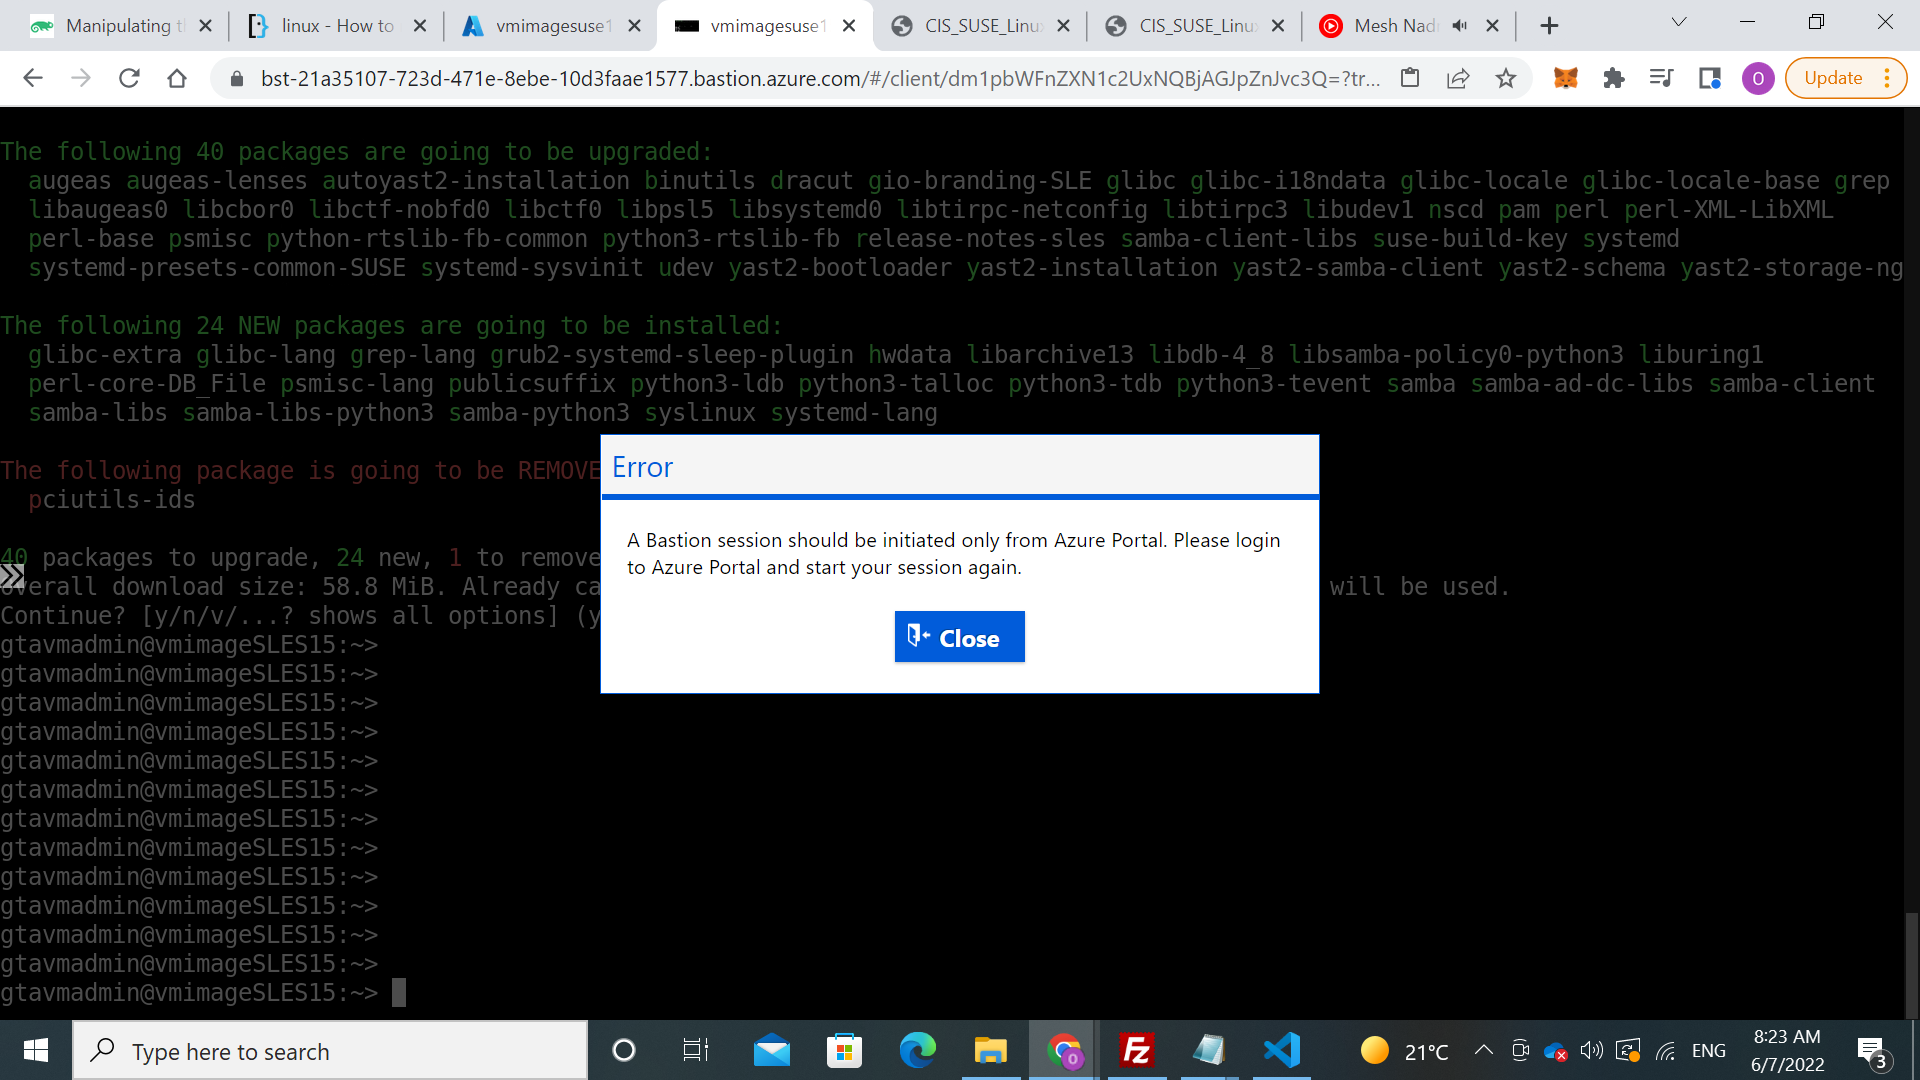 Manipulating t
linux - How to
vmimagesuse1
vmimagesuse1
CIS_SUSE_Linu
CIS_SUSE_Linu
Mesh Nad
bst-21a35107-723d-471e-8ebe-10d3faae1577.bastion.azure.com/#/client/dm1pbWFnZXN1c2UxNQBjAGJpZnJvc3Q=?tr...
O
Update
The following 40 packages are going to be upgraded:
augeas augeas-lenses autoyast2-installation binutils dracut gio-branding-SLE glibc glibc-i18ndata glibc-locale glibc-locale-base grep
libaugeas0 libcbor0 libctf-nobfd0 libctf0 libpsl5 libsystemd0 libtirpc-netconfig libtirpc3 libudev1 nscd pam perl perl-XML-LibXML
perl-base psmisc python-rtslib-fb-common python3-rtslib-fb release-notes-sles samba-client-libs suse-build-key systemd
systemd-presets-common-SUSE systemd-sysvinit udev yast2-bootloader yast2-installation yast2-samba-client yast2-schema yast2-storage-ng
The following 24 NEW packages are going to be installed:
glibc-extra glibc-lang grep-lang grub2-systemd-sleep-plugin hwdata libarchive13 libdb-4_8 libsamba-policy0-python3 liburing1
perl-core-DB_File psmisc-lang publicsuffix python3-ldb python3-talloc python3-tdb python3-tevent samba samba-ad-dc-libs samba-client
samba-libs samba-libs-python3 samba-python3 syslinux systemd-lang
The following package is going to be REMOVE
pciutils-ids
40 packages to upgrade, 24 new, 1 to remove
Overall download size: 58.8 MiB. Already ca will be used.
Continue? [y/n/v/...? shows all options] (y
gtavmadmin@vmimageSLES15:~>
gtavmadmin@vmimageSLES15:~>
gtavmadmin@vmimageSLES15:~>
gtavmadmin@vmimageSLES15:~>
gtavmadmin@vmimageSLES15:~>
gtavmadmin@vmimageSLES15:~>
gtavmadmin@vmimageSLES15:~>
gtavmadmin@vmimageSLES15:~>
gtavmadmin@vmimageSLES15:~>
gtavmadmin@vmimageSLES15:~>
gtavmadmin@vmimageSLES15:~>
gtavmadmin@vmimageSLES15:~>
gtavmadmin@vmimageSLES15:~>
Error
A Bastion session should be initiated only from Azure Portal. Please login
to Azure Portal and start your session again.
Close
Type here to search
O
Fz
21°C
ENG
8:23 AM
6/7/2022
3